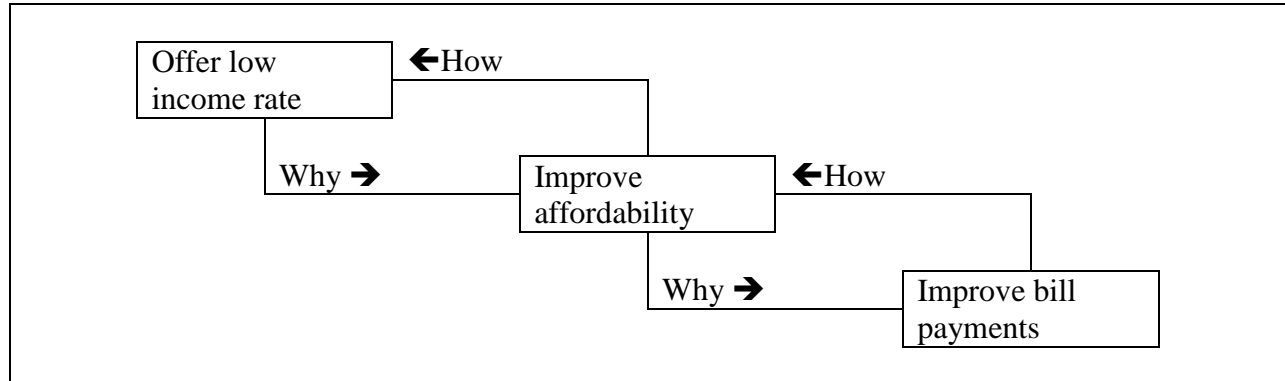 Offer low
income rate
🡸How
Why 🡺
Improve
affordability
🡸How
Why 🡺
Improve bill
payments